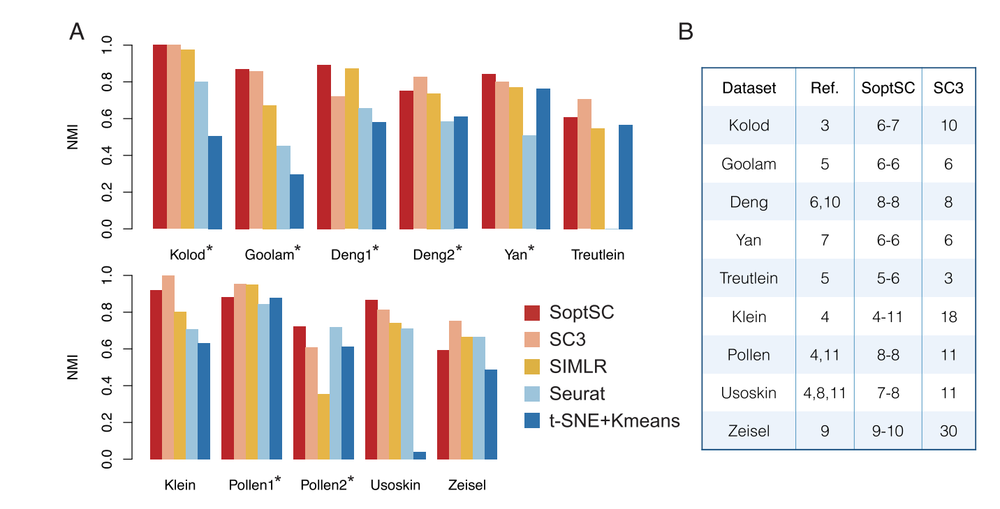 A
NMI
1.0
0.8
0.6
0.4
0.2
0.0
Kolod* Goolam* Deng1* Deng2* Yan* Treutlein
NMI
1.0
0.8
0.6
0.4
0.2
0.0
Klein Pollen1* Pollen2* Usoskin Zeisel
SoptSC
SC3
SIMLR
Seurat
t-SNE+Kmeans
B
Dataset Ref. SoptSC SC3
Kolod 3 6-7 10
Goolam 5 6-6 6
Deng 6,10 8-8 8
Yan 7 6-6 6
Treutlein 5 5-6 3
Klein 4 4-11 18
Pollen 4,11 8-8 11
Usoskin 4,8,11 7-8 11
Zeisel 9 9-10 30